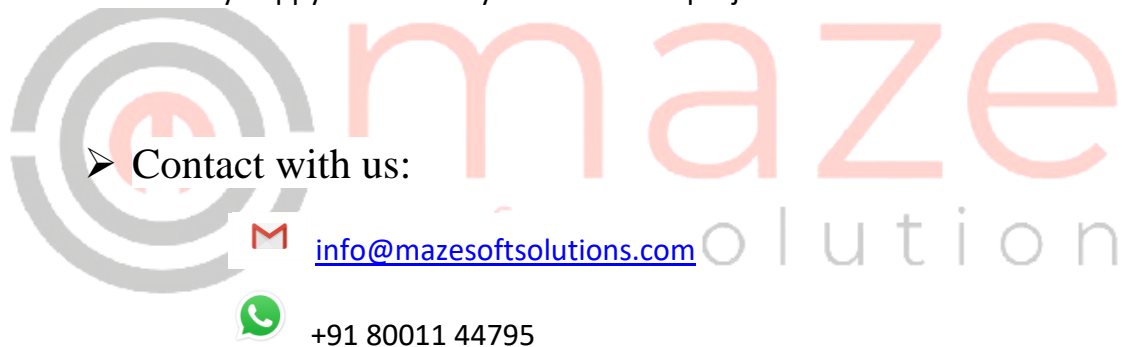 maze
➢ Contact with us:
info@mazesoftsolutions.com
olution
+91 80011 44795